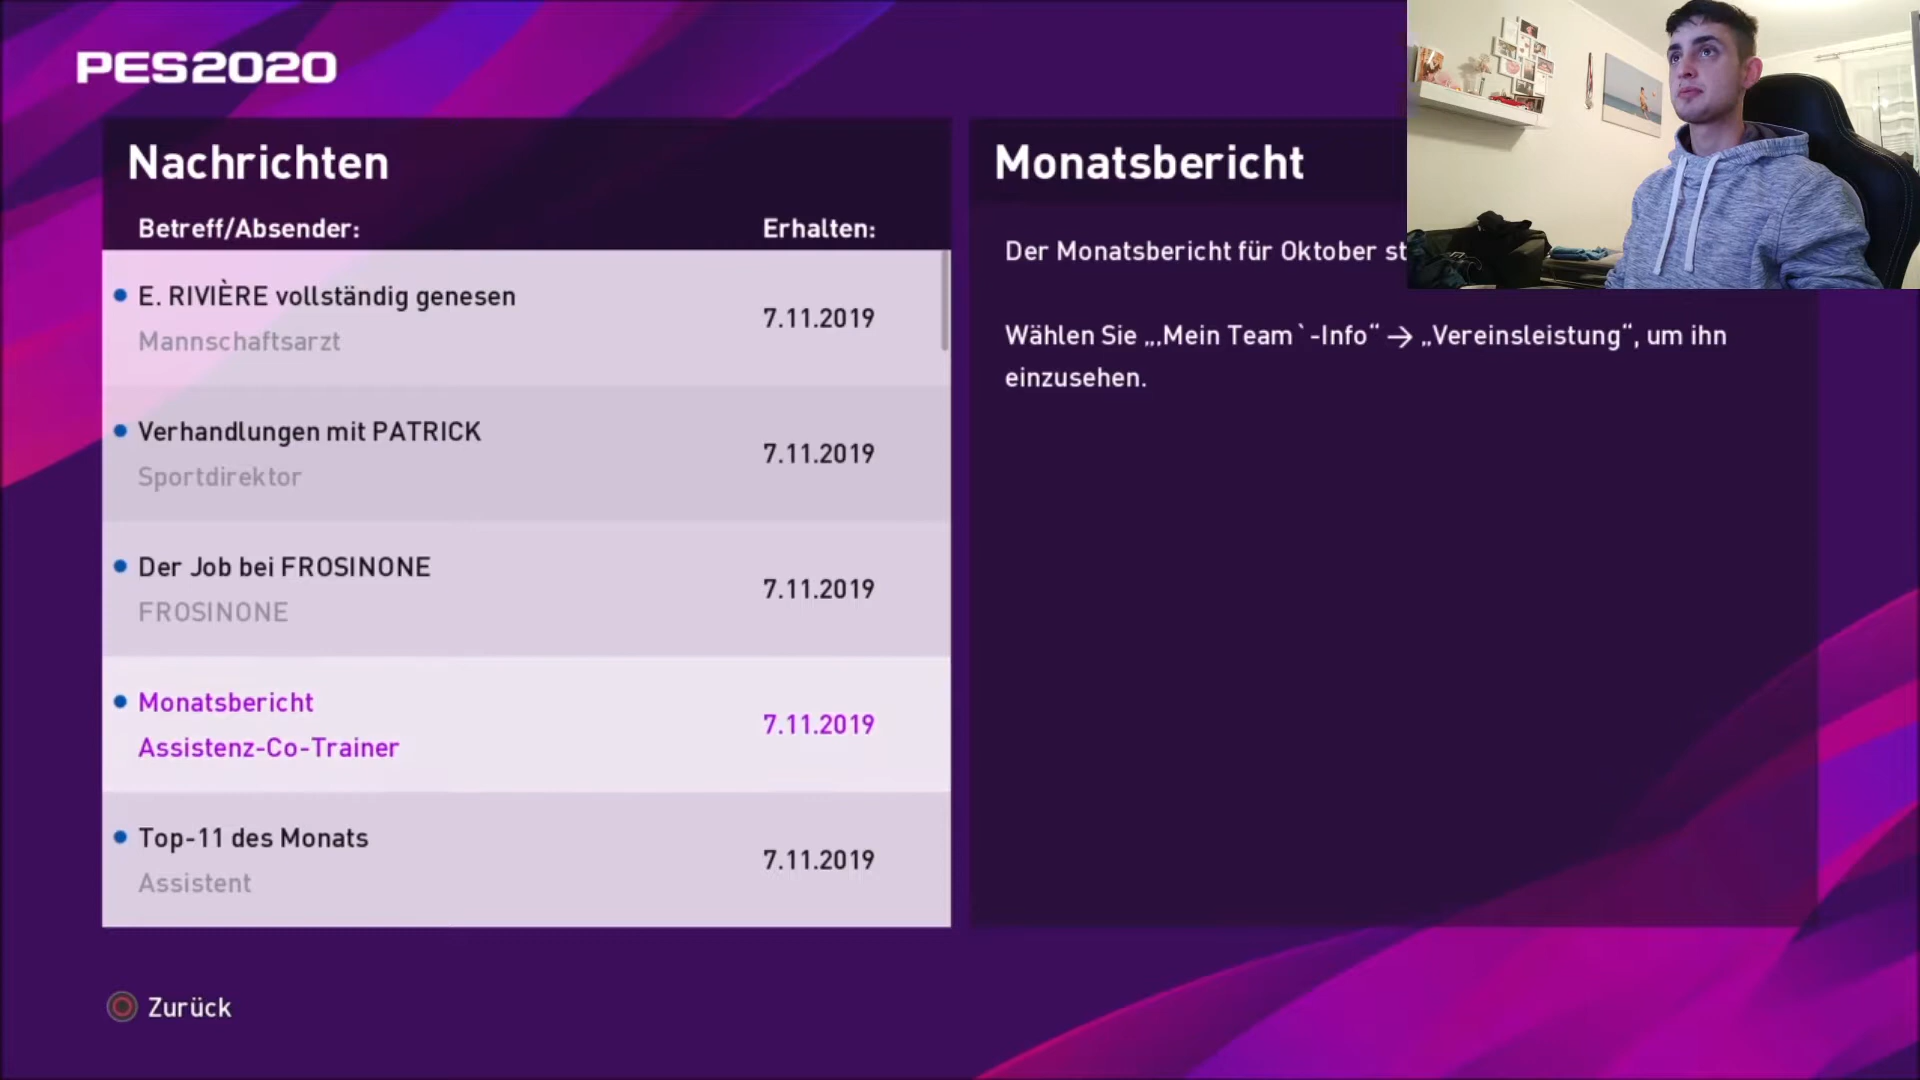 PES2020
Nachrichten
Betreff/Absender: Erhalten:
E. RIVIÈRE vollständig genesen
Mannschaftsarzt
7.11.2019
Verhandlungen mit PATRICK
Sportdirektor
7.11.2019
Der Job bei FROSINONE
FROSINONE
7.11.2019
Monatsbericht
Assistenz-Co-Trainer
7.11.2019
Top-11 des Monats
Assistent
7.11.2019
Monatsbericht
Der Monatsbericht für Oktober st
Wählen Sie „‚Mein Team`-Info“ → „Vereinsleistung“, um ihn
einzusehen.
Zurück